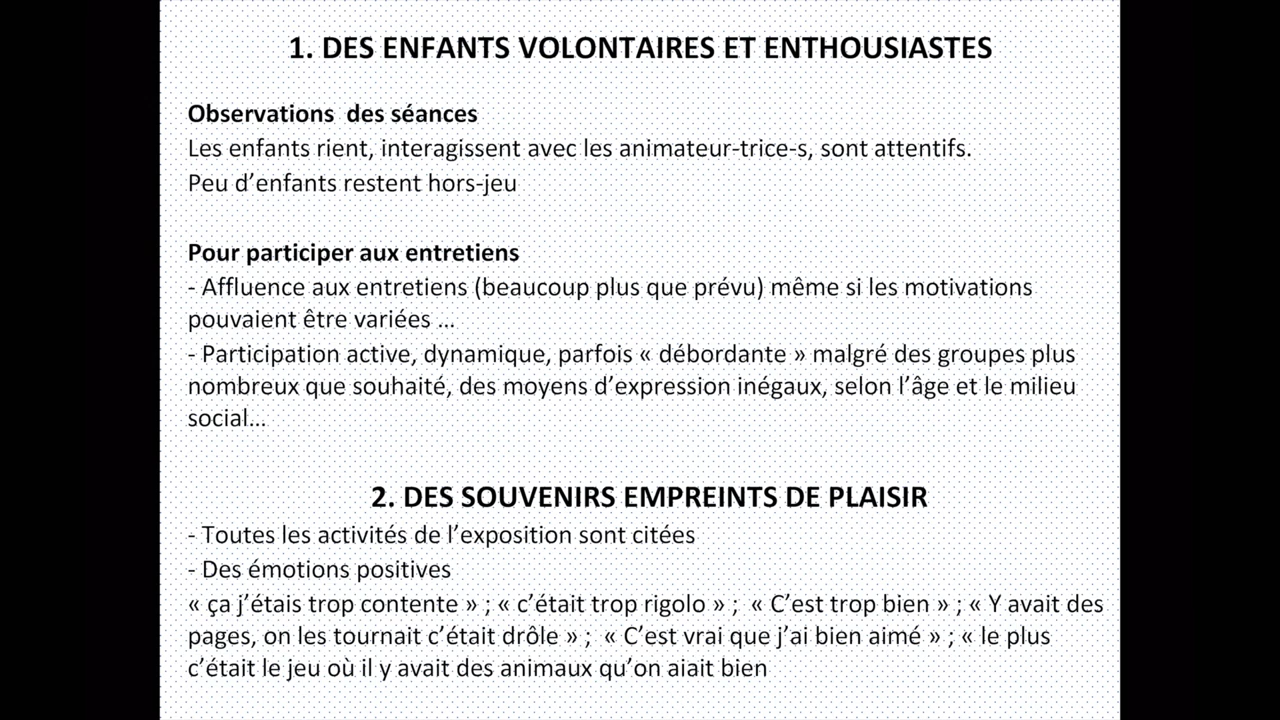 1. DES ENFANTS VOLONTAIRES ET ENTHOUSIASTES
Observations  des séances
Les enfants rient, interagissent avec les animateur-trice-s, sont attentifs.
Peu d’enfants restent hors-jeu
Pour participer aux entretiens
- Affluence aux entretiens (beaucoup plus que prévu) même si les motivations
pouvaient être variées ...
- Participation active, dynamique, parfois « débordante » malgré des groupes plus
nombreux que souhaité, des moyens d’expression inégaux, selon l’âge et le milieu
social...
2. DES SOUVENIRS EMPREINTS DE PLAISIR
- Toutes les activités de l’exposition sont citées
- Des émotions positives
« ça j’étais trop contente » ; « c’était trop rigolo » ;  « C’est trop bien » ; « Y avait des
pages, on les tournait c’était drôle » ;  « C’est vrai que j’ai bien aimé » ; « le plus
c’était le jeu où il y avait des animaux qu’on aiait bien